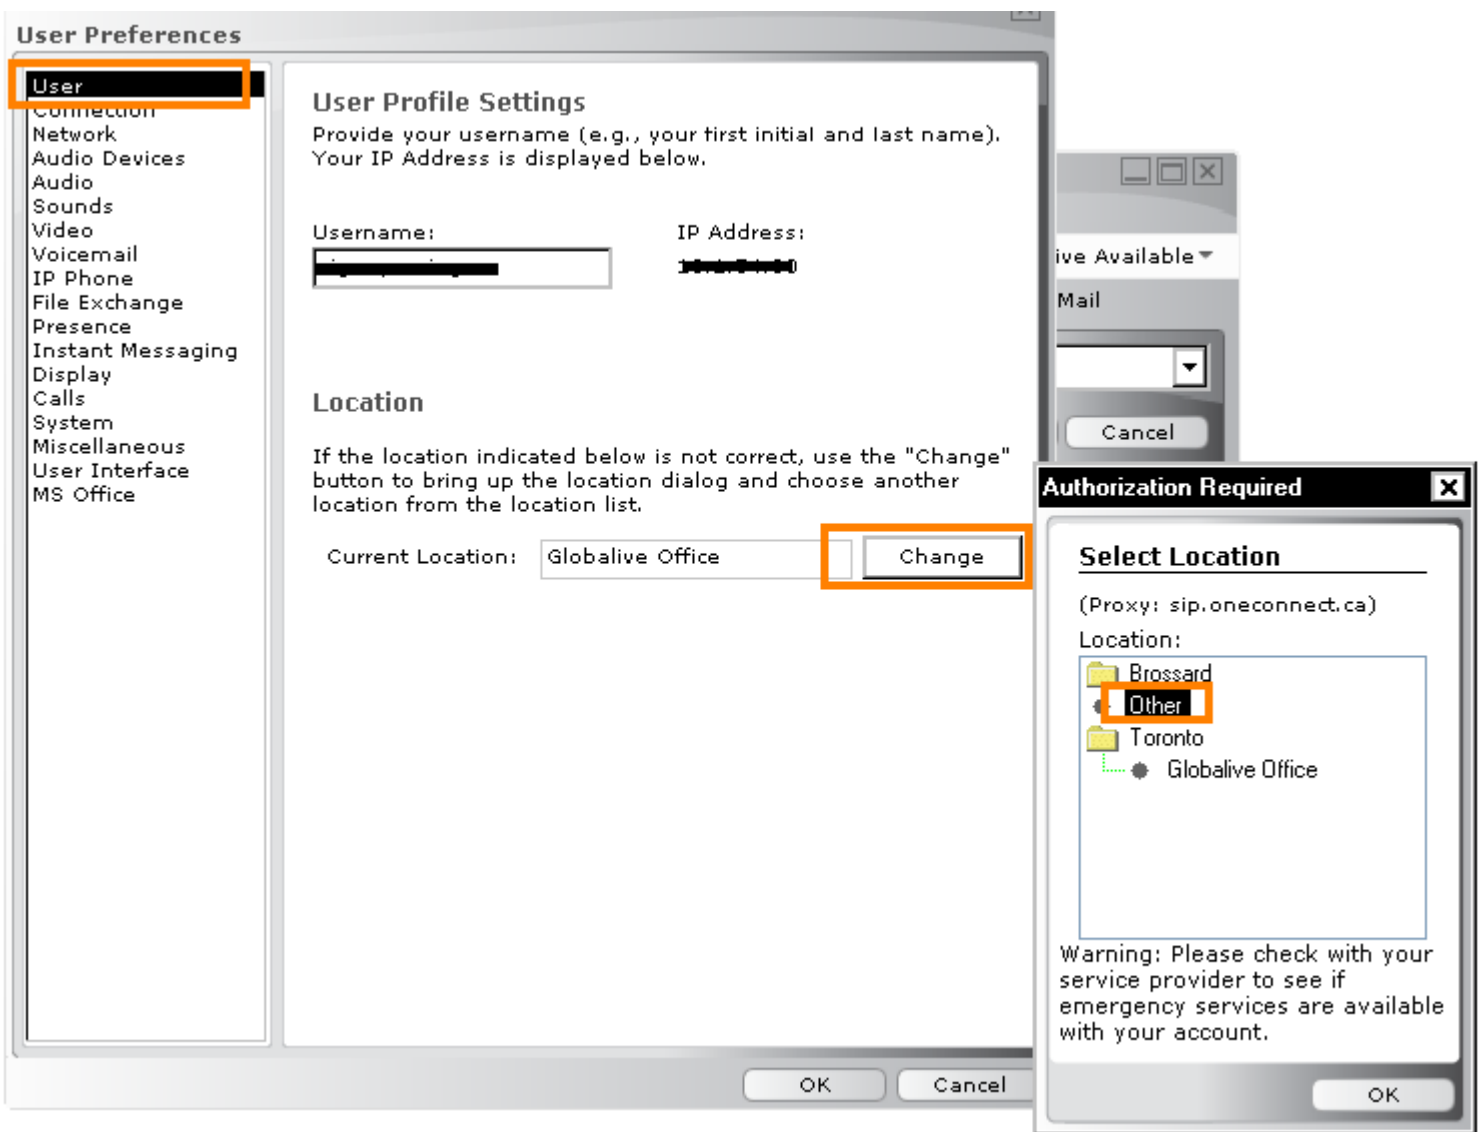 User Preferences
User
Connection
Network
Audio Devices
Audio
Sounds
Video
Voicemail
IP Phone
File Exchange
Presence
Instant Messaging
Display
Calls
System
Miscellaneous
User Interface
MS Office
User Profile Settings
Provide your username (e.g., your first initial and last name).
Your IP Address is displayed below.
Username:
IP Address:
Location
If the location indicated below is not correct, use the "Change"
button to bring up the location dialog and choose another
location from the location list.
Current Location:
Globalive Office
Change
OK
Cancel
Available
Mail
Cancel
Authorization Required
Select Location
(Proxy: sip.oneconnect.ca)
Location:
Brossard
Other
Toronto
Globalive Office
Warning: Please check with your
service provider to see if
emergency services are available
with your account.
OK